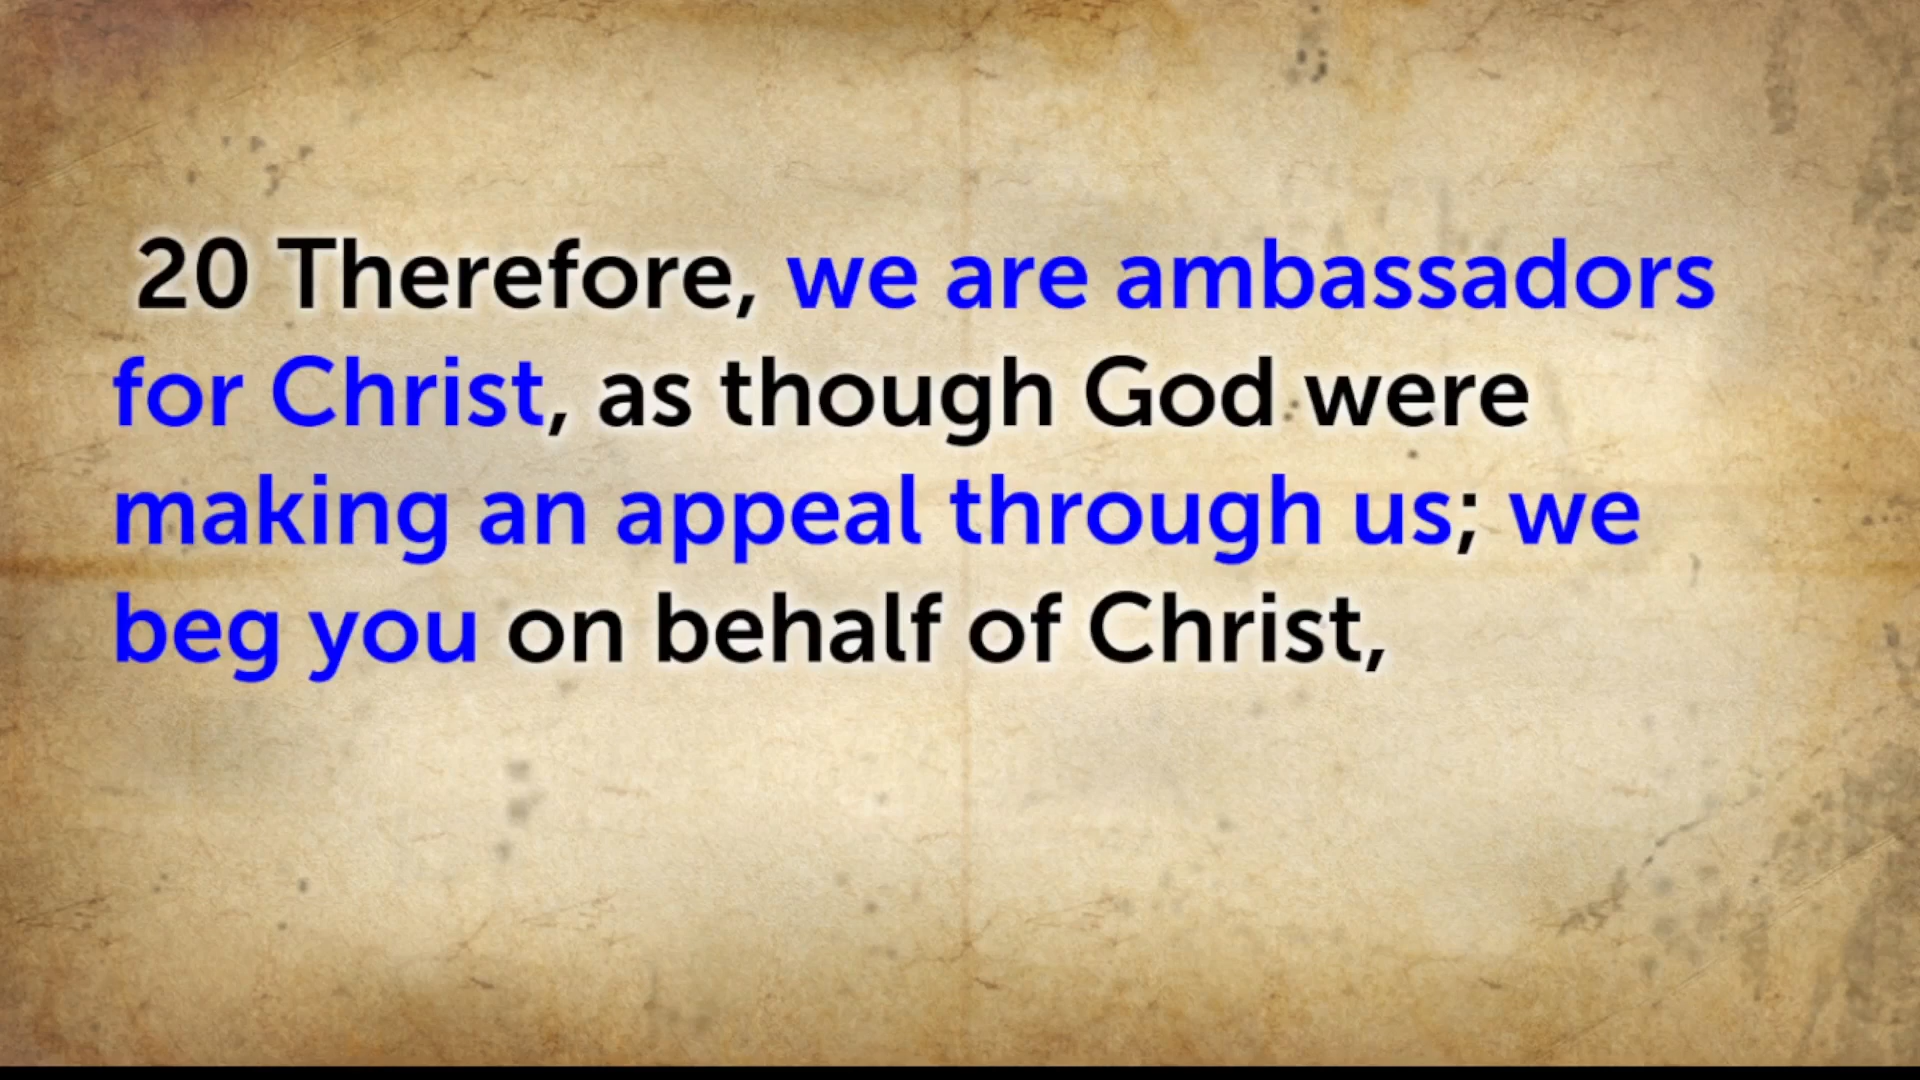 20 Therefore, we are ambassadors
for Christ, as though God were
making an appeal through us; we
beg you on behalf of Christ,